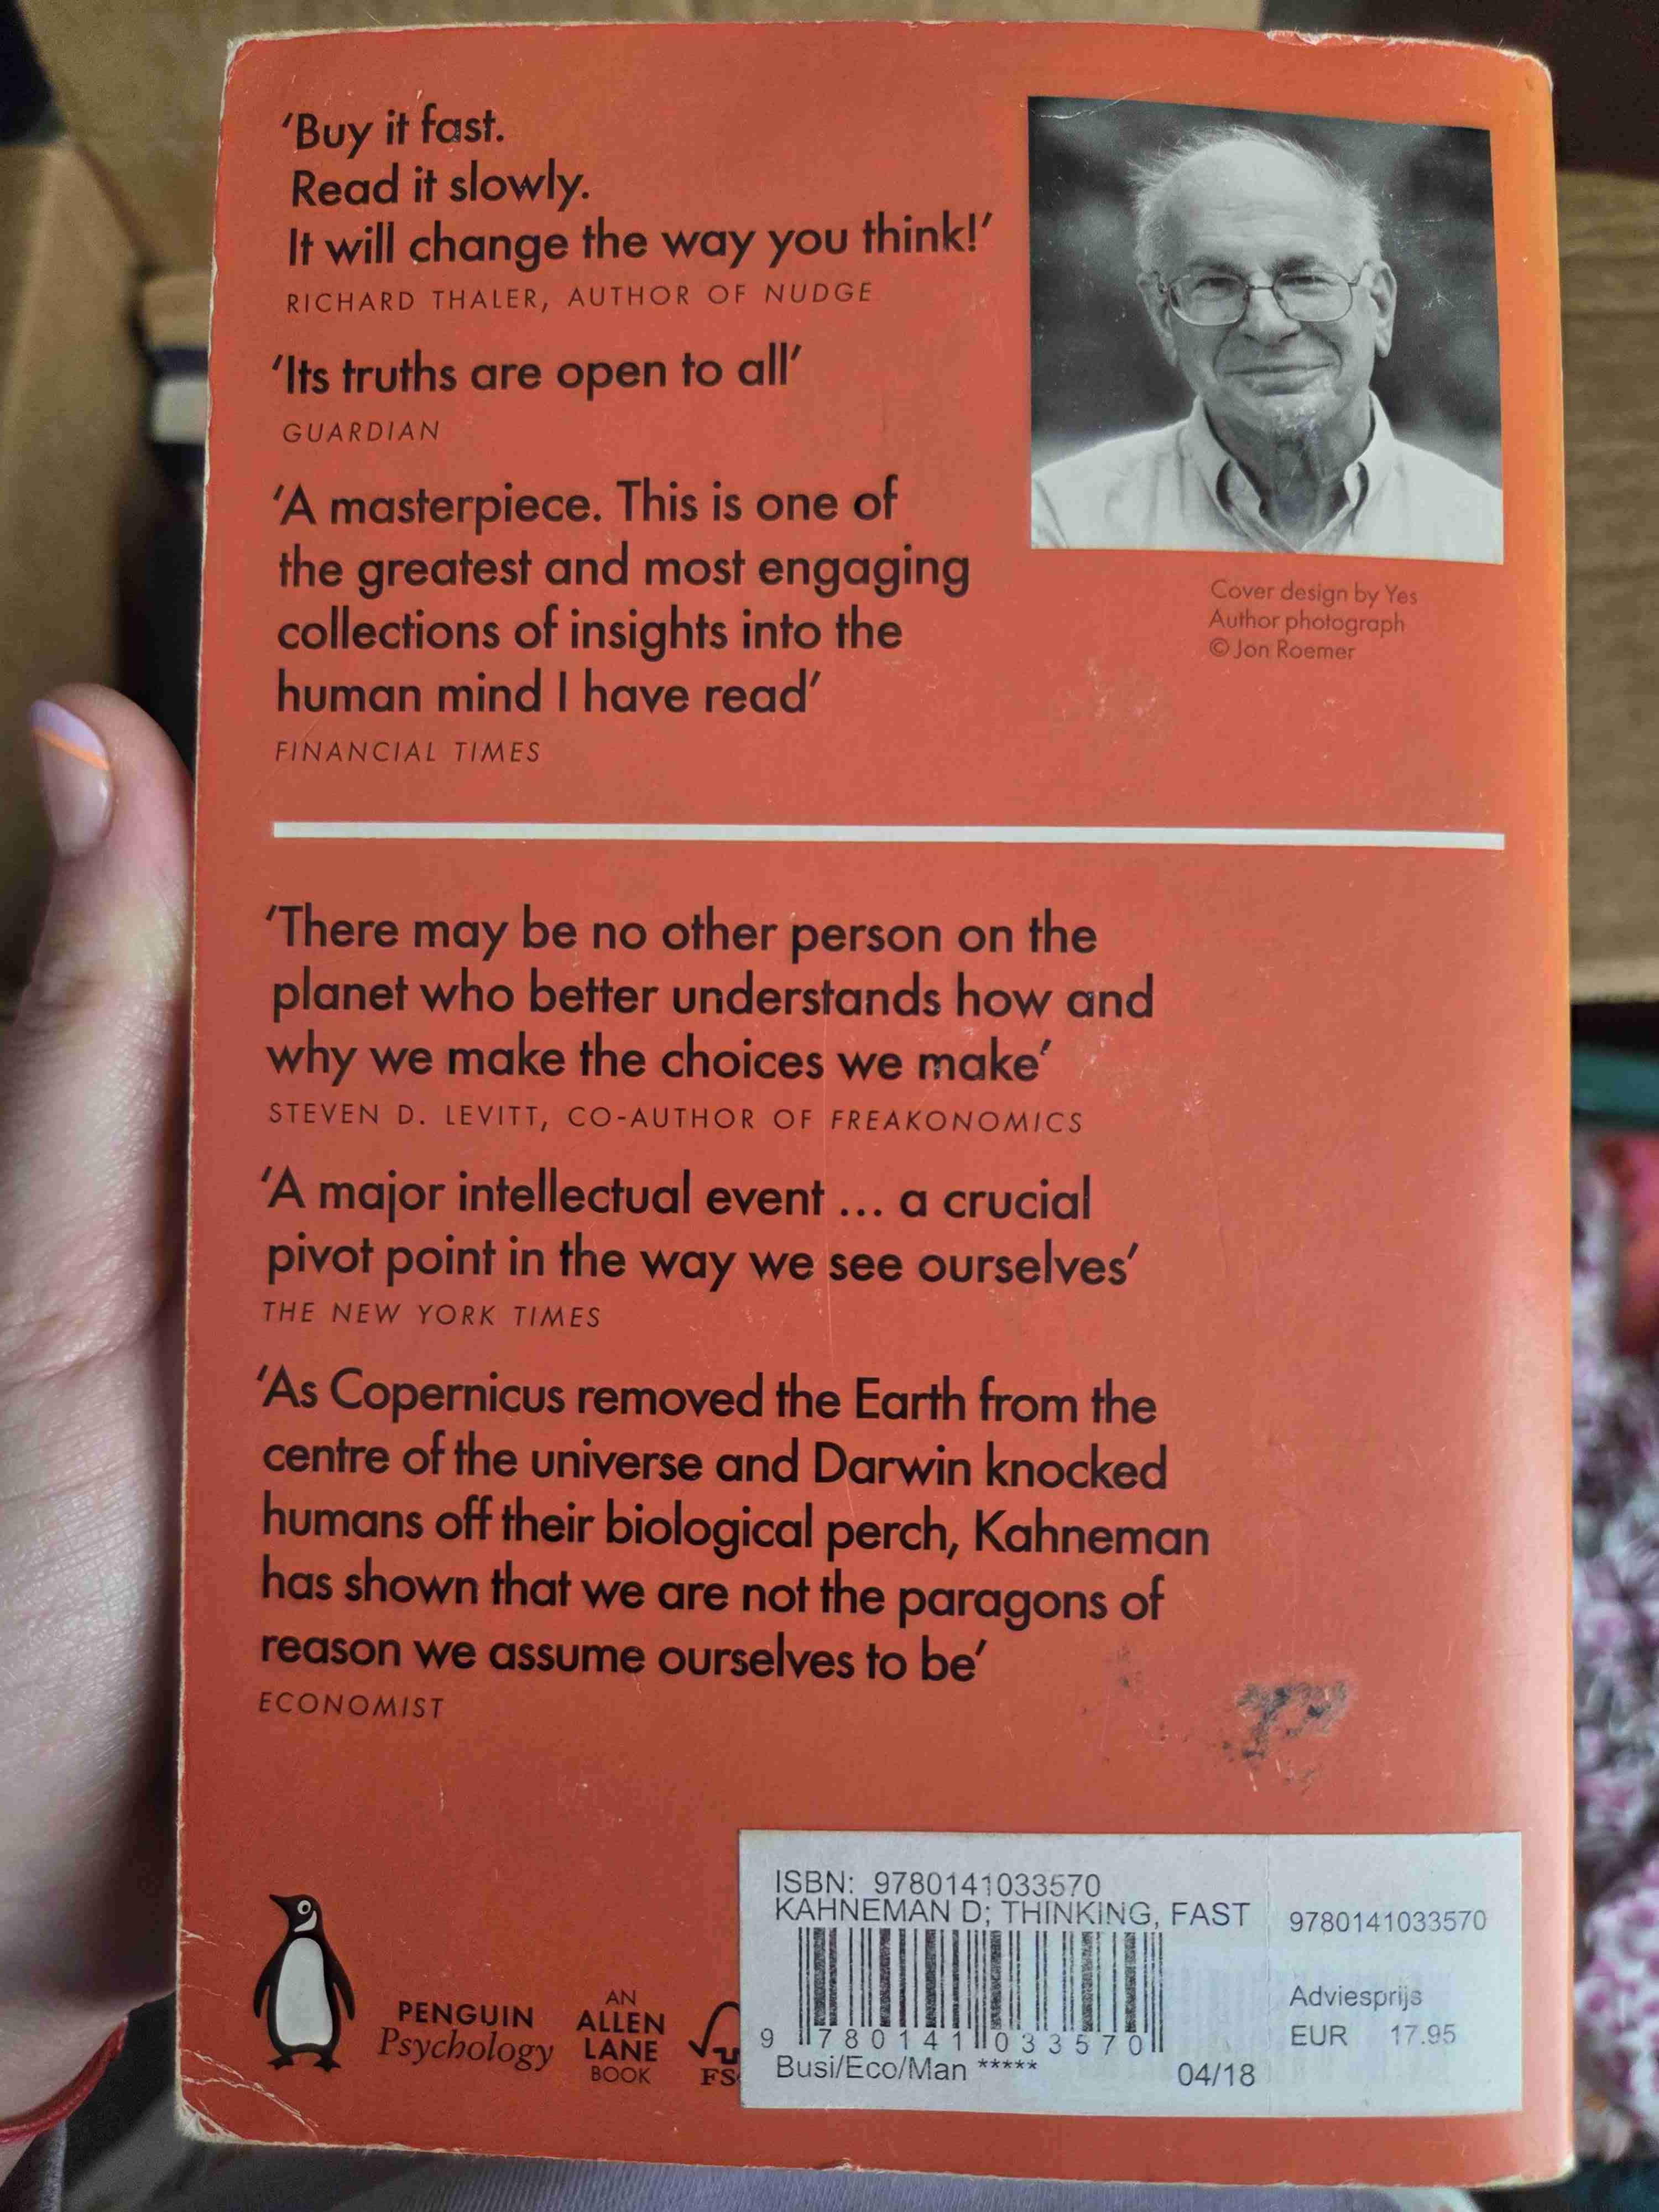 ‘Buy it fast.
Read it slowly.
It will change the way you think!’
RICHARD THALER, AUTHOR OF NUDGE
‘Its truths are open to all’
GUARDIAN
‘A masterpiece. This is one of
the greatest and most engaging
collections of insights into the
human mind I have read’
FINANCIAL TIMES
Cover design by Yes
Author photograph
© Jon Roemer
‘There may be no other person on the
planet who better understands how and
why we make the choices we make’
STEVEN D. LEVITT, CO-AUTHOR OF FREAKONOMICS
‘A major intellectual event ... a crucial
pivot point in the way we see ourselves’
THE NEW YORK TIMES
‘As Copernicus removed the Earth from the
centre of the universe and Darwin knocked
humans off their biological perch, Kahneman
has shown that we are not the paragons of
reason we assume ourselves to be’
ECONOMIST
PENGUIN
Psychology
AN
ALLEN
LANE
BOOK
FS
ISBN: 9780141033570
KAHNEMAN D; THINKING, FAST
9 780141 033570
Busi/Eco/Man *****
04/18
9780141033570
Adviesprijs
EUR 17.95